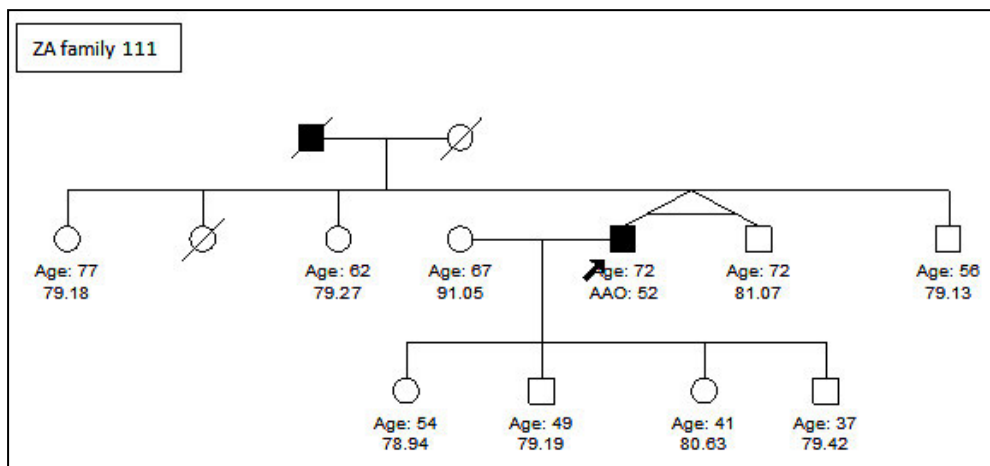 ZA family 111
Age: 77
79.18
Age: 62
79.27
Age: 67
91.05
Age: 72
AAO: 52
Age: 72
81.07
Age: 56
79.13
Age: 54
78.94
Age: 49
79.19
Age: 41
80.63
Age: 37
79.42